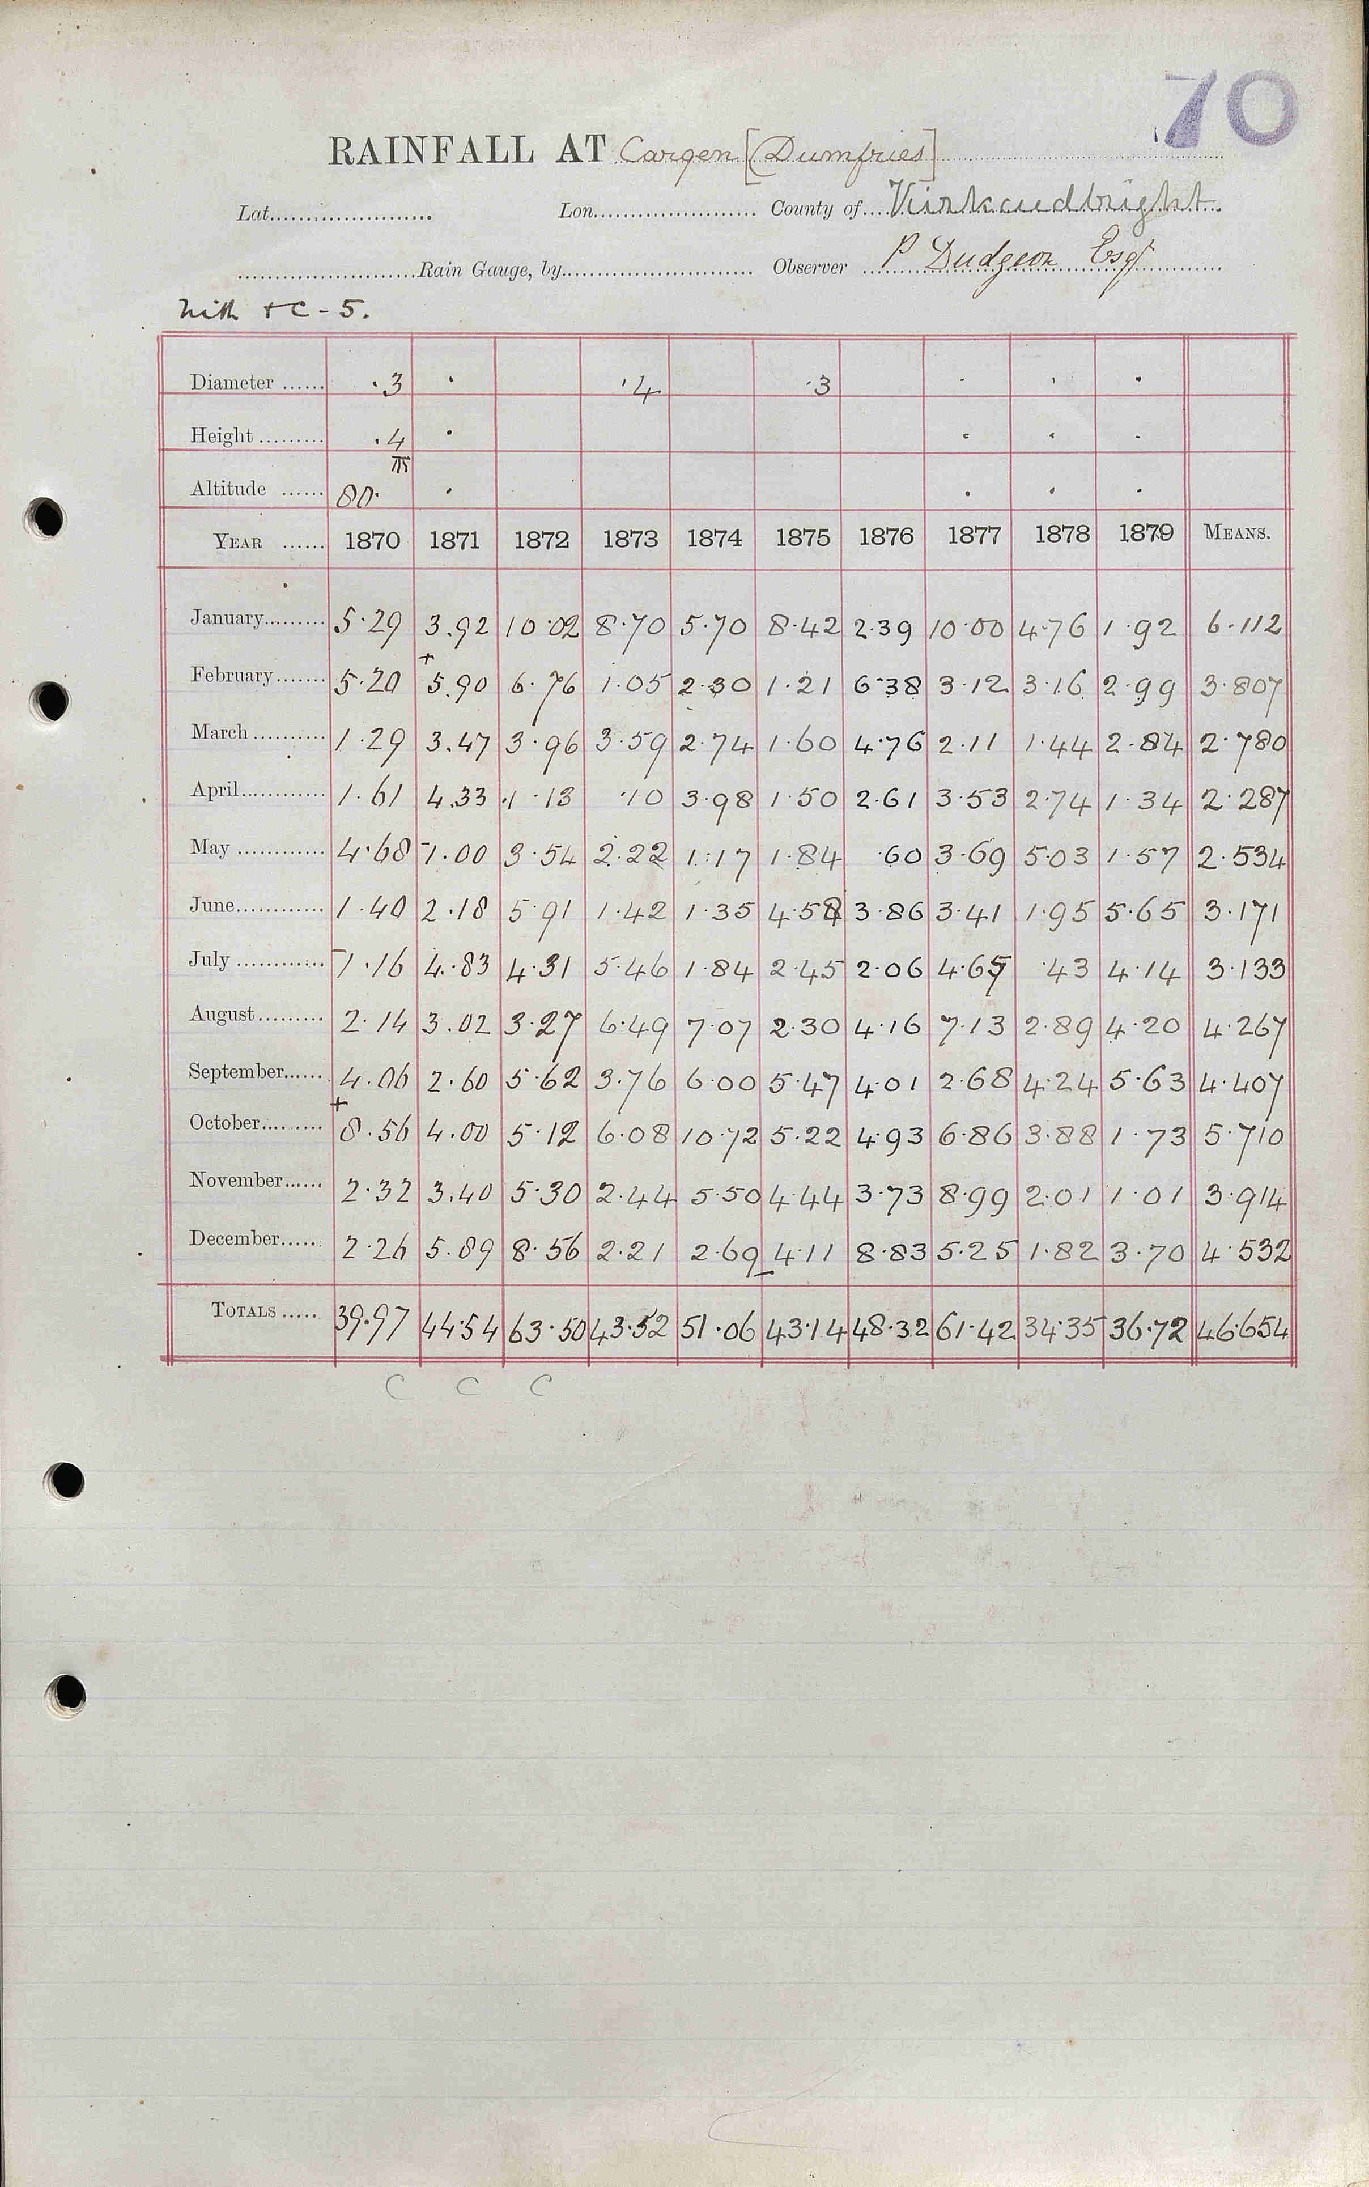 70
RAINFALL AT Cargen [Dumfries]
Lat. Lon. County of Kirkcudbright
Rain Gauge, by Observer P Dudgeon Esqr
+ C - 5.
Diameter ...... ·3 · ·4 ·3 · · ·
Height ......... ·4 · · · ·
Altitude ...... 80· · · · ·
YEAR ...... 1870 1871 1872 1873 1874 1875 1876 1877 1878 1879 MEANS.
January......... 5·29 3.92 10·02 8·70 5·70 8·42 2·39 10·00 4·76 1·92 6·112
February....... 5·20 + 5.90 6·76 1·05 2·30 1·21 6·38 3·12 3·16 2·99 3·807
March.......... 1·29 3.47 3·96 3·59 2·74 1·60 4·76 2·11 1·44 2·84 2·780
April............ 1·61 4.33 1·13 ·10 3·98 1·50 2·61 3·53 2·74 1·34 2·287
May ............ 4·68 1.00 3·54 2·22 1·17 1·84 ·60 3·69 5·03 1·57 2·534
June............ 1·40 2·18 5·91 1·42 1·35 4·58 3·86 3·41 1·95 5·65 3·171
July ............ 1·16 4·83 4·31 5·46 1·84 2·45 2·06 4·65 ·43 4·14 3·133
August......... 2·14 3.02 3·27 6·49 7·07 2·30 4·16 7·13 2·89 4·20 4·267
September...... 4.06 2.60 5·62 3·76 6·00 5·47 4·01 2·68 4·24 5·63 4·407
October......... + 8.56 4.00 5·12 6·08 10·72 5·22 4·93 6·86 3·88 1·73 5·710
November...... 2·32 3.40 5·30 2·44 5·50 4·44 3·73 8·99 2·01 1·01 3·914
December..... 2·26 5.89 8·56 2·21 2·69 4·11 8·83 5·25 1·82 3·70 4·532
TOTALS ..... 39·97 44·54 63·50 43·52 51·06 43·14 48·32 61·42 34·35 36·72 46·654
C C C